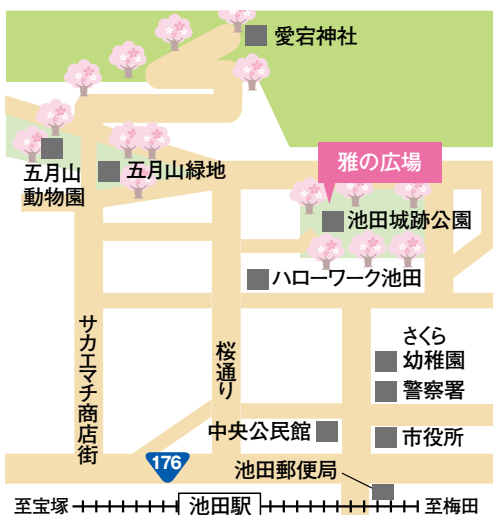 愛宕神社
五月山
動物園
五月山緑地
雅の広場
池田城跡公園
ハローワーク池田
サカエマチ商店街
桜通り
さくら
幼稚園
警察署
中央公民館
市役所
176
池田郵便局
至宝塚
池田駅
至梅田